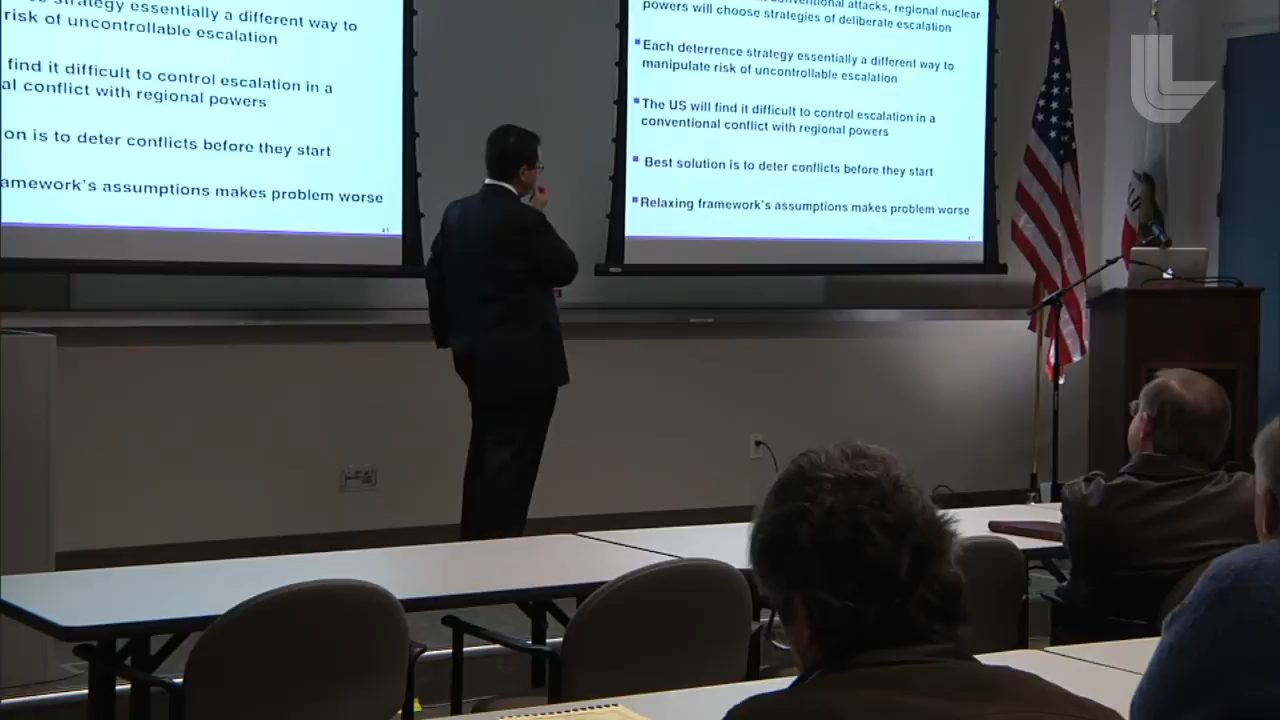 strategy essentially a different way to
risk of uncontrollable escalation
find it difficult to control escalation in a
al conflict with regional powers
on is to deter conflicts before they start
amework's assumptions makes problem worse
conventional attacks, regional nuclear
powers will choose strategies of deliberate escalation
Each deterrence strategy essentially a different way to
manipulate risk of uncontrollable escalation
The US will find it difficult to control escalation in a
conventional conflict with regional powers
Best solution is to deter conflicts before they start
Relaxing framework's assumptions makes problem worse